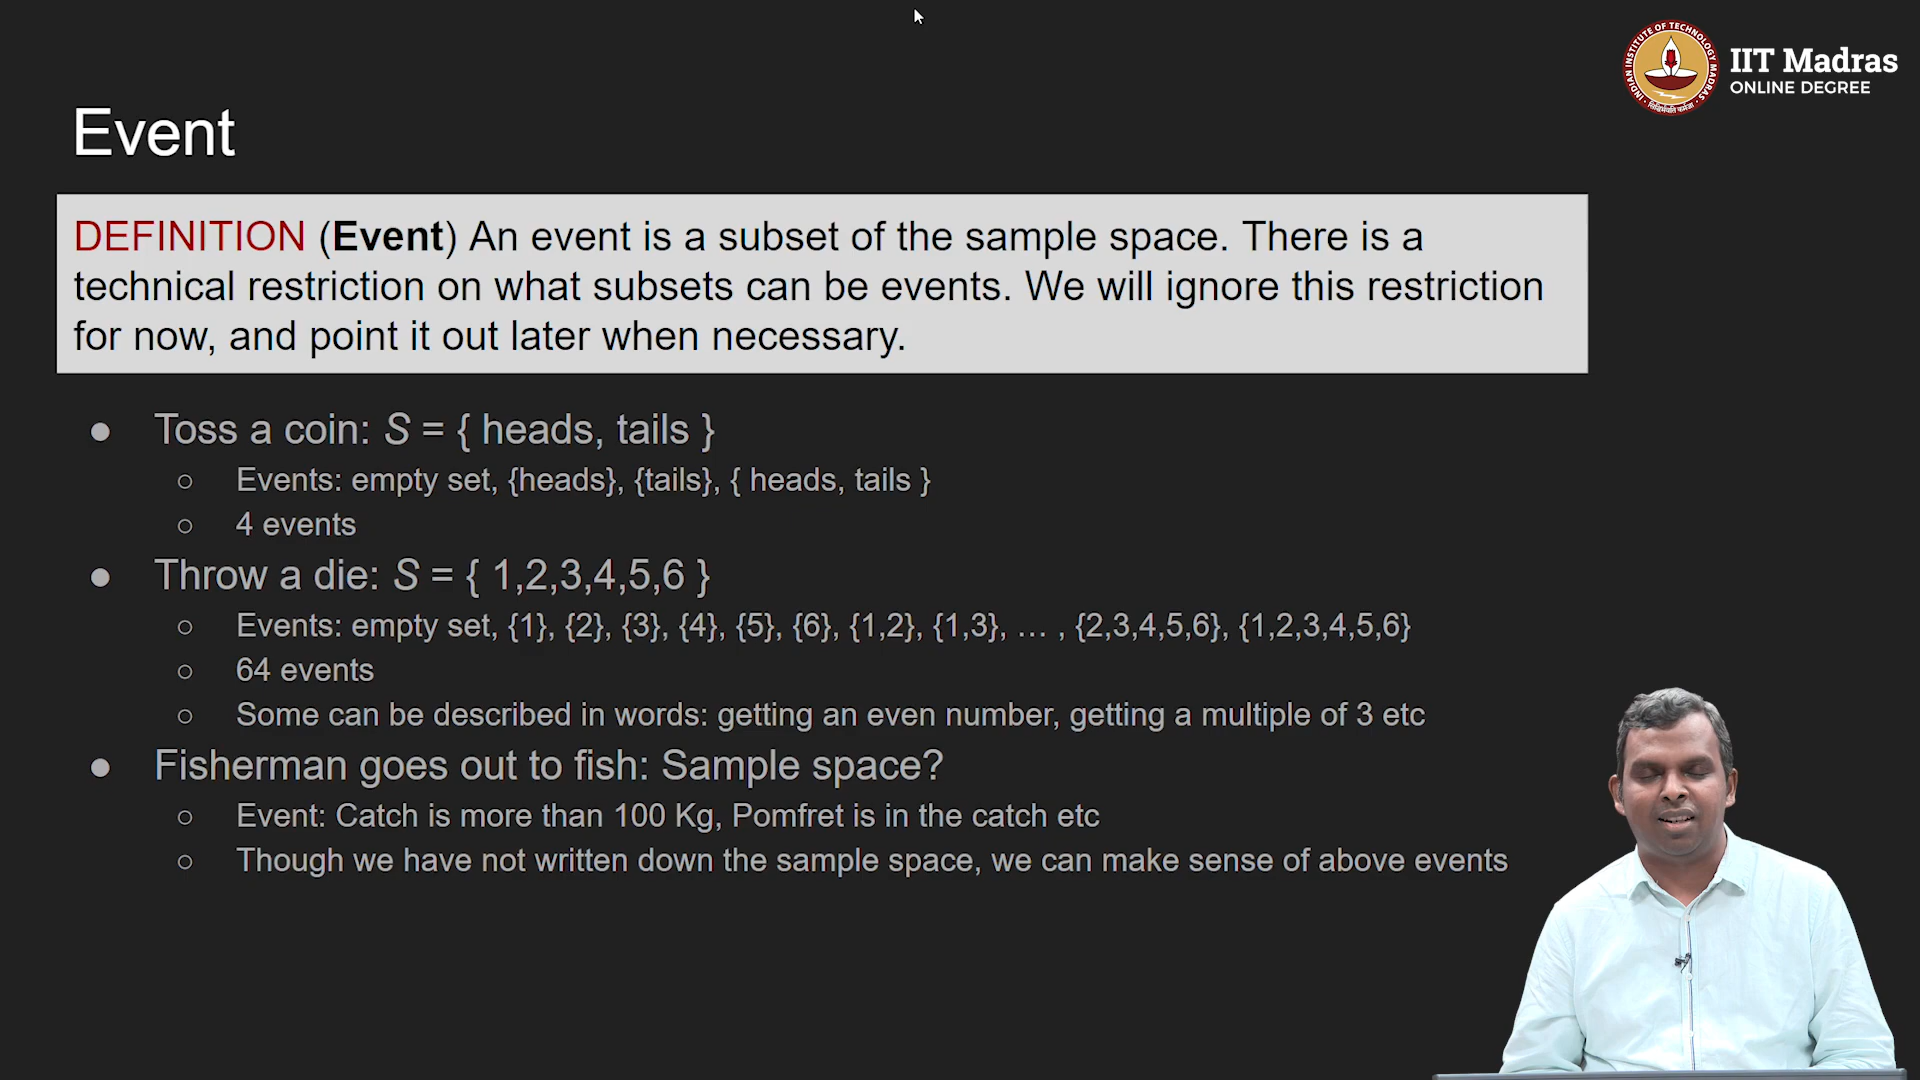 IIT Madras
ONLINE DEGREE
INDIAN INSTITUTE OF TECHNOLOGY MADRAS
Event
DEFINITION (Event) An event is a subset of the sample space. There is a
technical restriction on what subsets can be events. We will ignore this restriction
for now, and point it out later when necessary.
● Toss a coin: S = { heads, tails }
○ Events: empty set, {heads}, {tails}, { heads, tails }
○ 4 events
● Throw a die: S = { 1,2,3,4,5,6 }
○ Events: empty set, {1}, {2}, {3}, {4}, {5}, {6}, {1,2}, {1,3}, … , {2,3,4,5,6}, {1,2,3,4,5,6}
○ 64 events
○ Some can be described in words: getting an even number, getting a multiple of 3 etc
● Fisherman goes out to fish: Sample space?
○ Event: Catch is more than 100 Kg, Pomfret is in the catch etc
○ Though we have not written down the sample space, we can make sense of above events